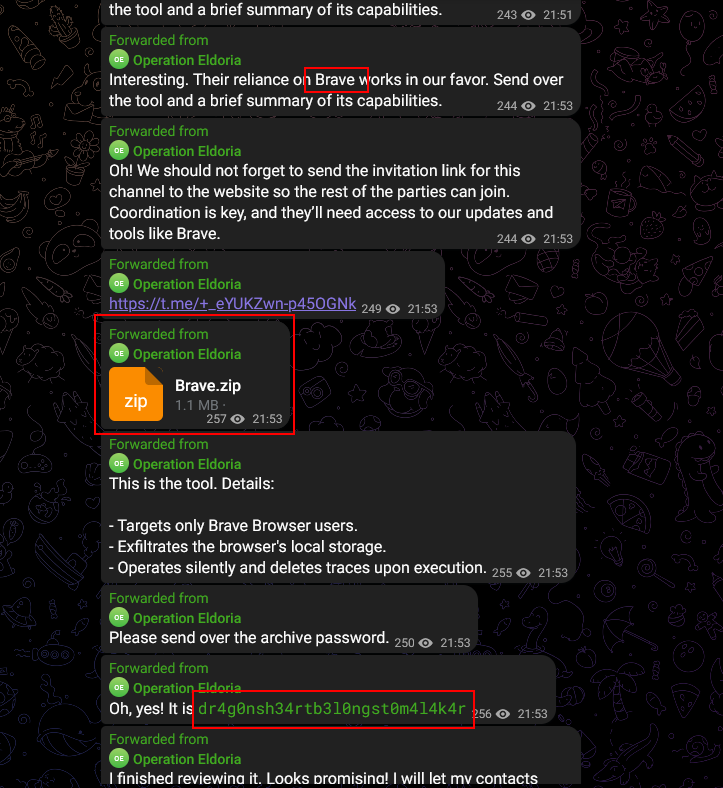 the tool and a brief summary of its capabilities.
243 21:51
Forwarded from
OE Operation Eldoria
Interesting. Their reliance on Brave works in our favor. Send over
the tool and a brief summary of its capabilities.
244 21:53
Forwarded from
OE Operation Eldoria
Oh! We should not forget to send the invitation link for this
channel to the website so the rest of the parties can join.
Coordination is key, and they’ll need access to our updates and
tools like Brave.
244 21:53
Forwarded from
OE Operation Eldoria
https://t.me/+_eYUKZwn-p45OGNk
249 21:53
Forwarded from
OE Operation Eldoria
zip
Brave.zip
1.1 MB ·
257 21:53
Forwarded from
OE Operation Eldoria
This is the tool. Details:
- Targets only Brave Browser users.
- Exfiltrates the browser's local storage.
- Operates silently and deletes traces upon execution.
255 21:53
Forwarded from
OE Operation Eldoria
Please send over the archive password.
250 21:53
Forwarded from
OE Operation Eldoria
Oh, yes! It is dr4g0nsh34rtb3l0ngst0m4l4k4r
256 21:53
Forwarded from
OE Operation Eldoria
I finished reviewing it. Looks promising! I will let my contacts